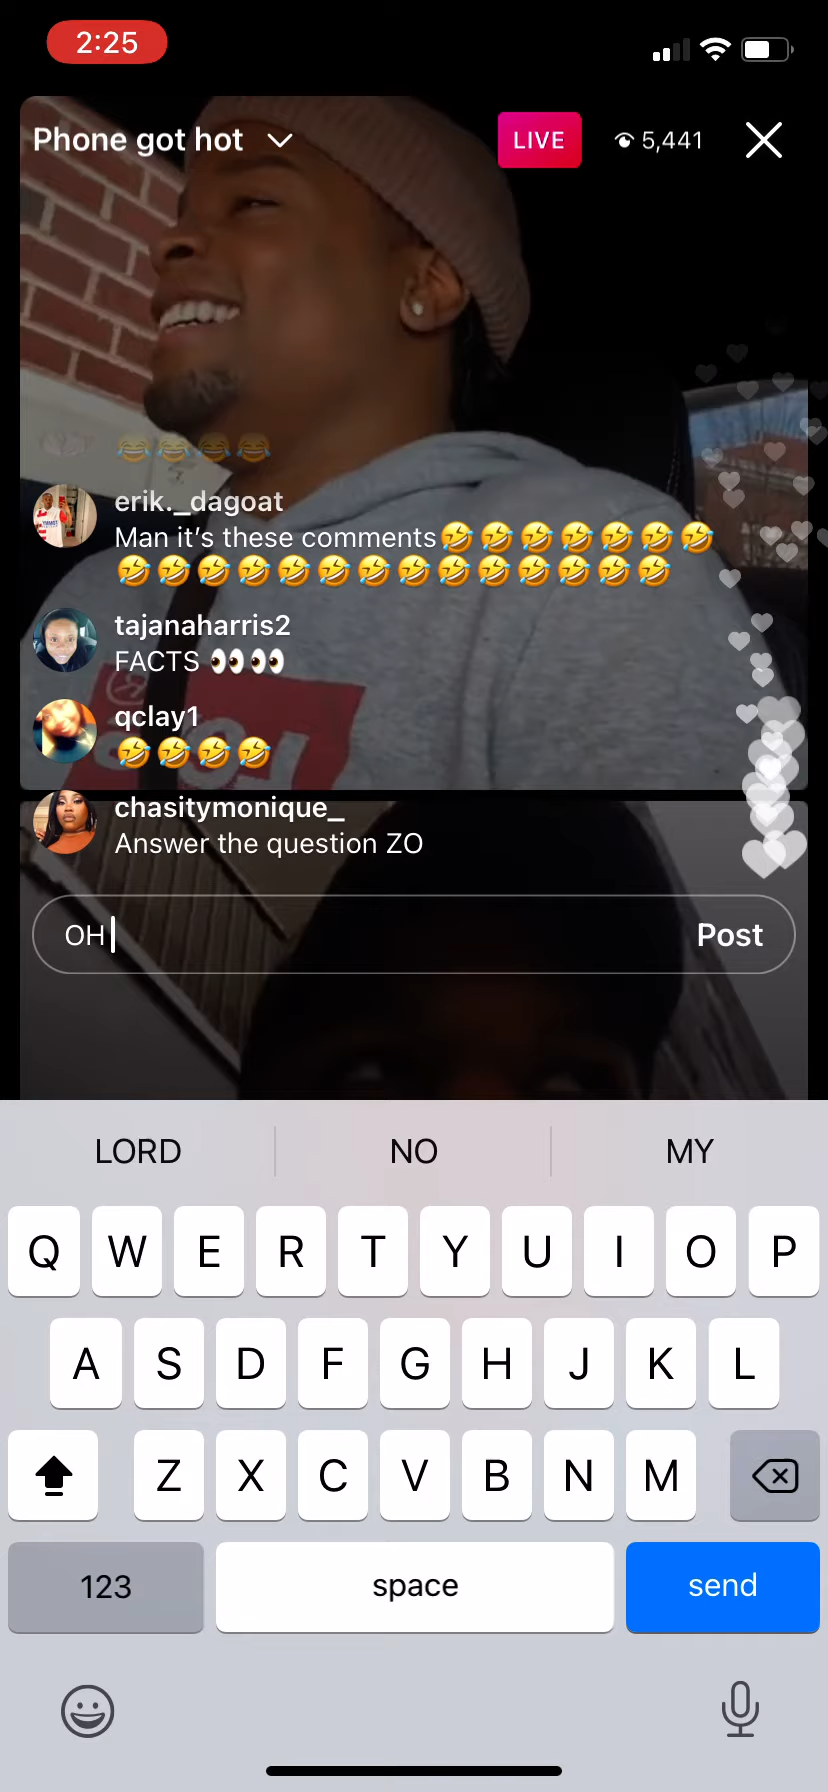 2:25
Phone got hot
LIVE
5,441
😂😂😂😂
erik._dagoat
Man it’s these comments🤣🤣🤣🤣🤣🤣🤣
🤣🤣🤣🤣🤣🤣🤣🤣🤣🤣🤣🤣🤣🤣
tajanaharris2
FACTS 👀👀
qclay1
🤣🤣🤣🤣
chasitymonique_
Answer the question ZO
OH
Post
LORD NO MY
Q W E R T Y U I O P
A S D F G H J K L
Z X C V B N M
123 space send